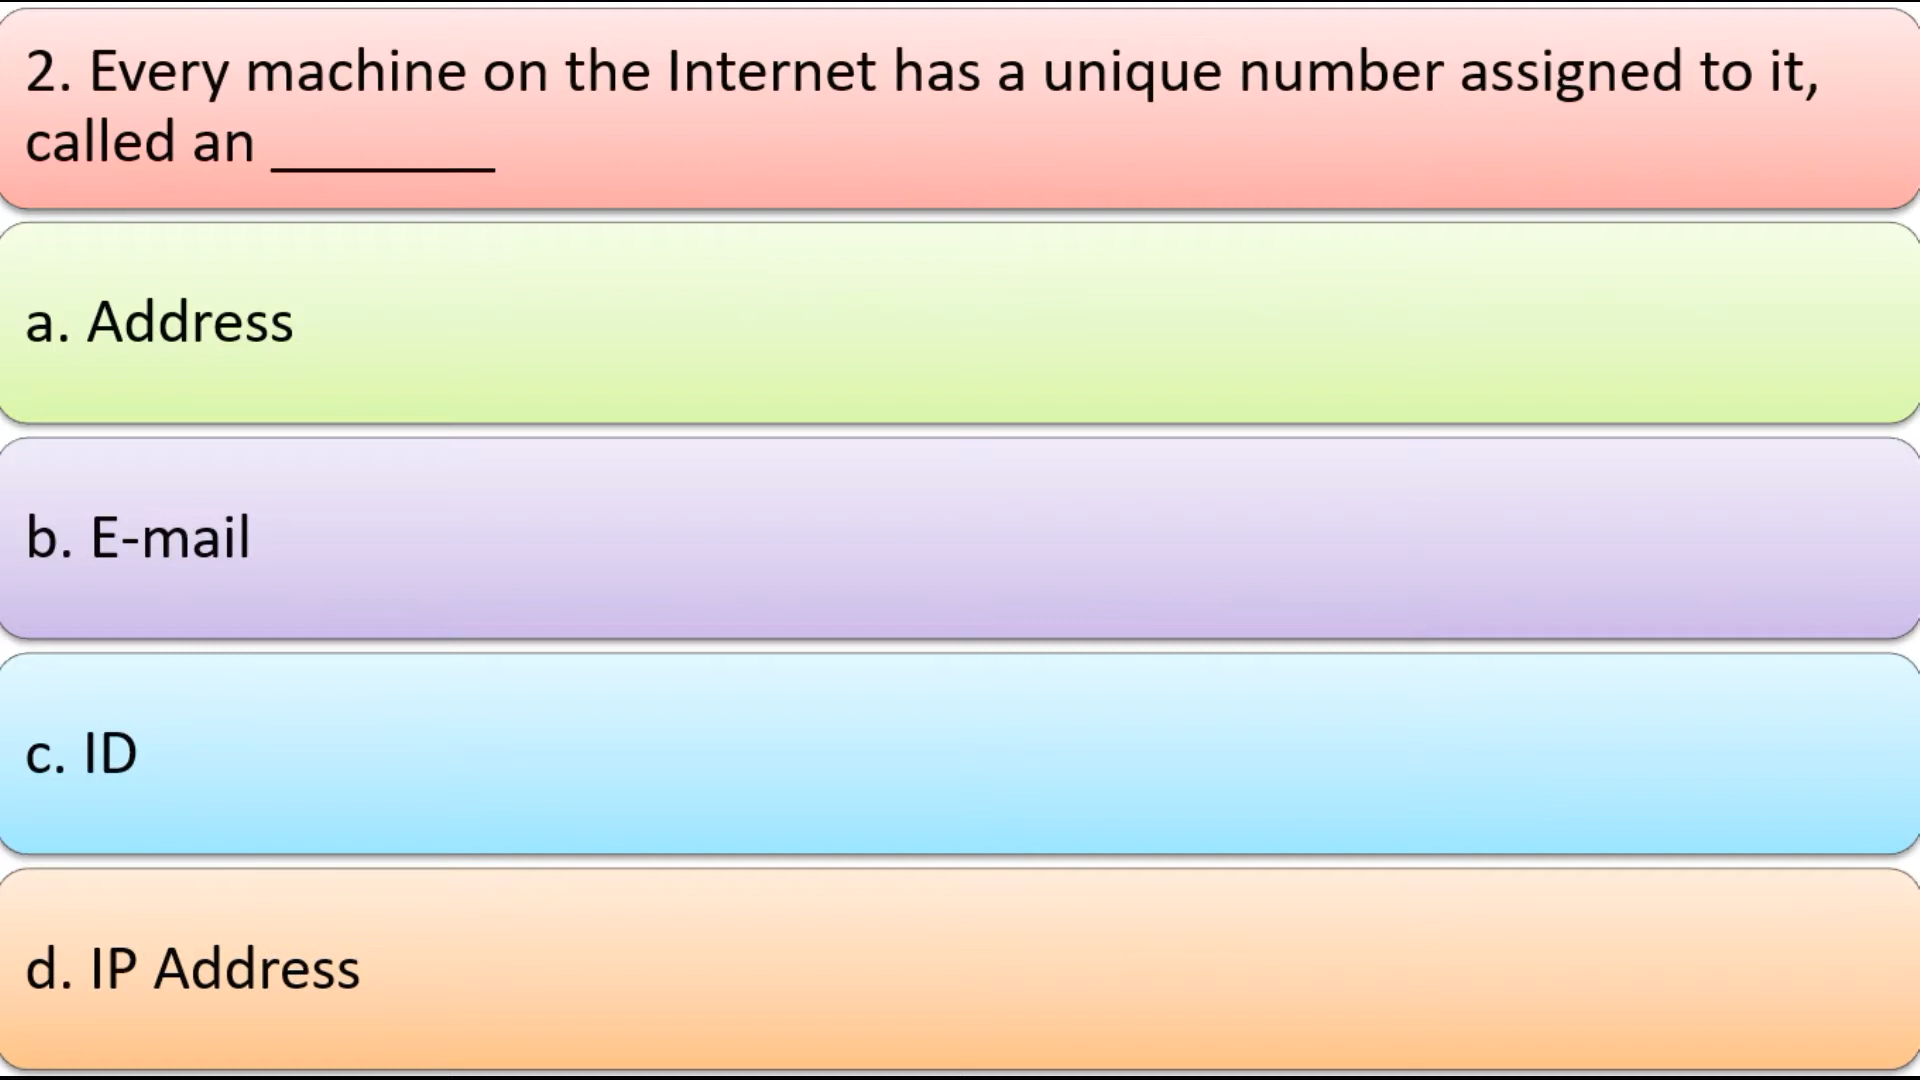 2. Every machine on the Internet has a unique number assigned to it,
called an ________
a. Address
b. E-mail
c. ID
d. IP Address